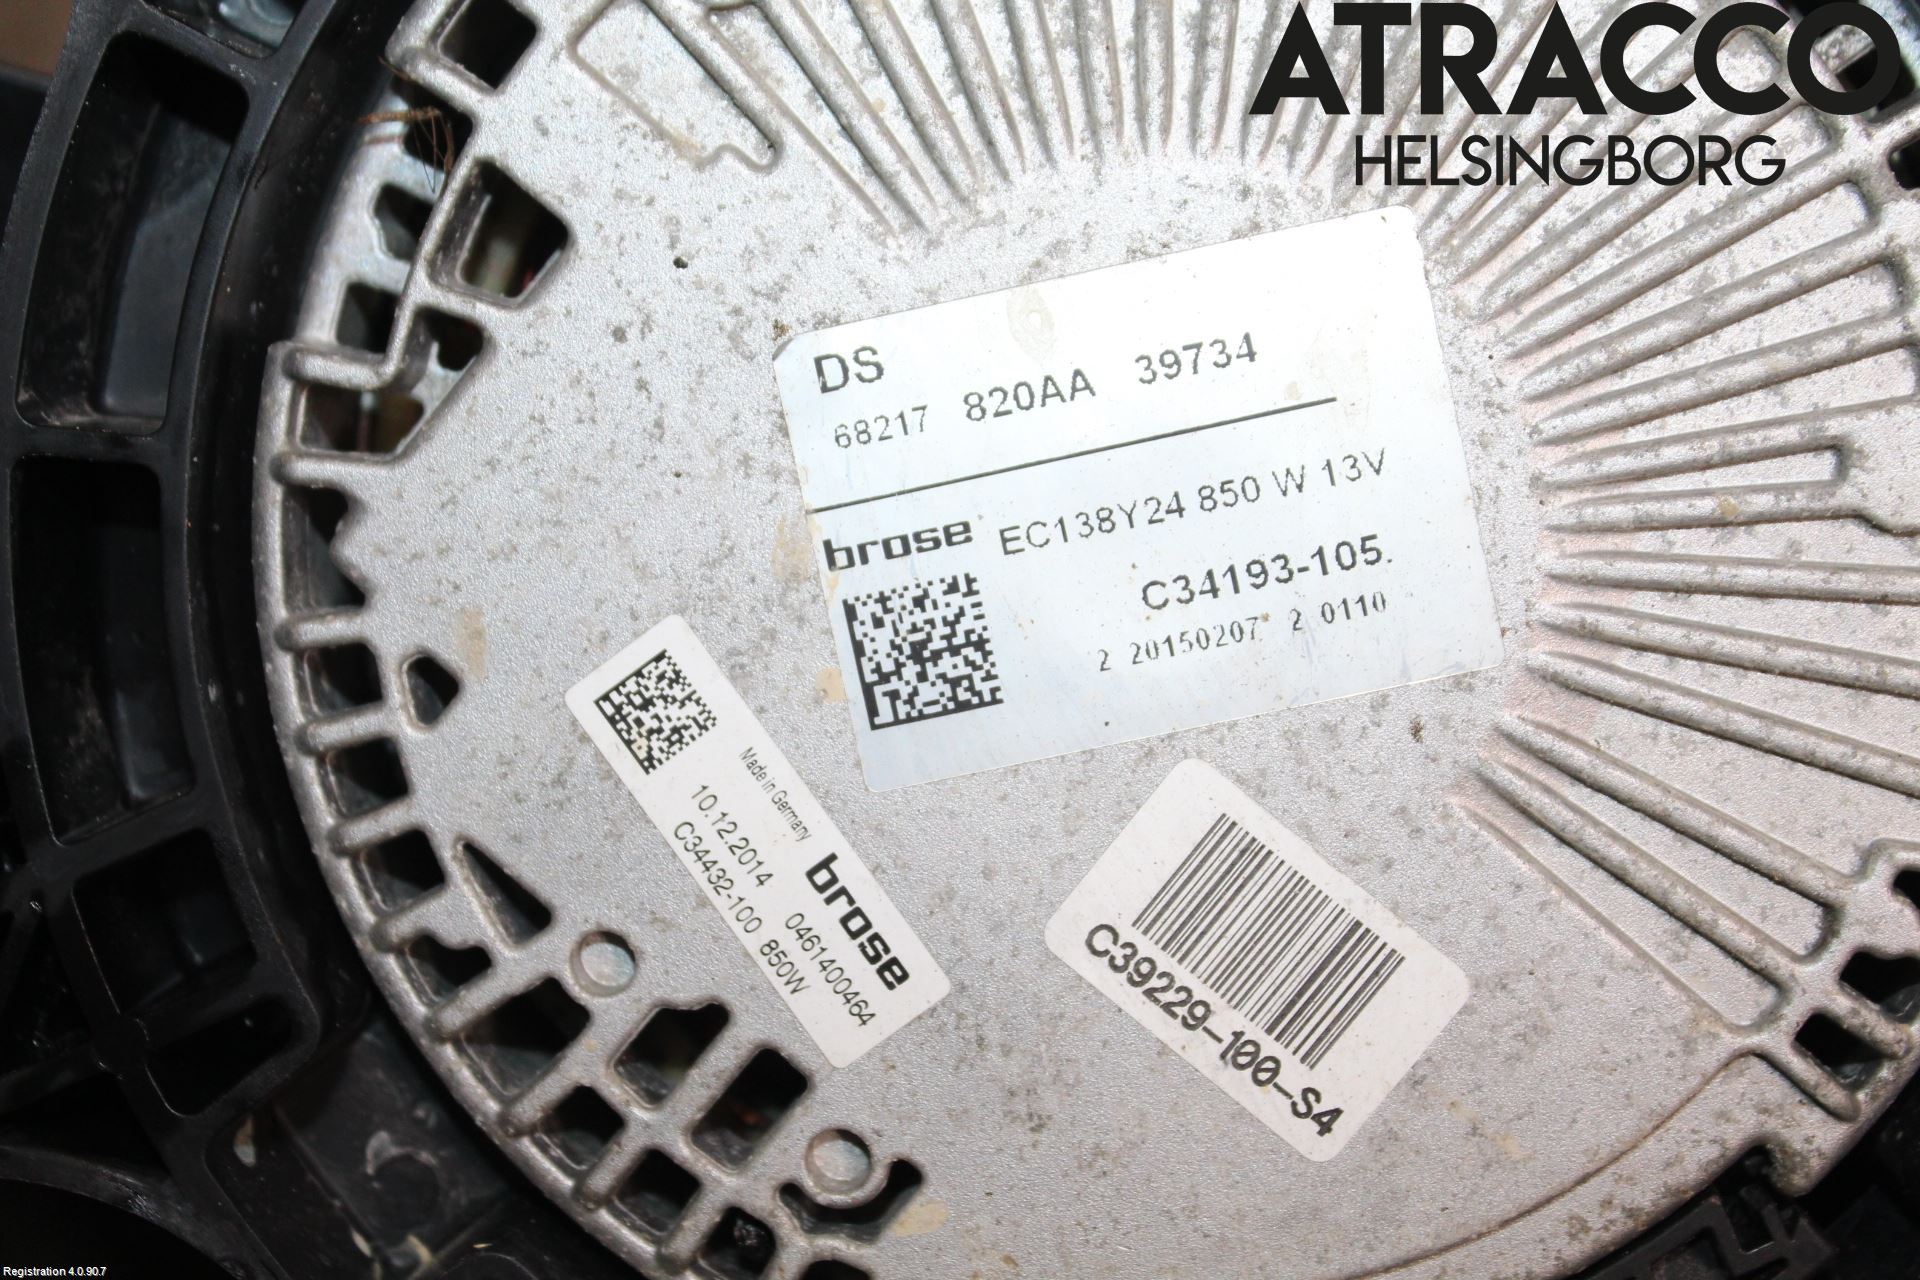 ATRACCO
HELSINGBORG
DS
68217 820AA 39734
brose EC138Y24 850 W 13V
C34193-105.
2 20150207 2 0110
Made in Germany
brose
10.12.2014 0461400464
C34432-100 850W
C39229-100-S4
Registration 4.0.90.7